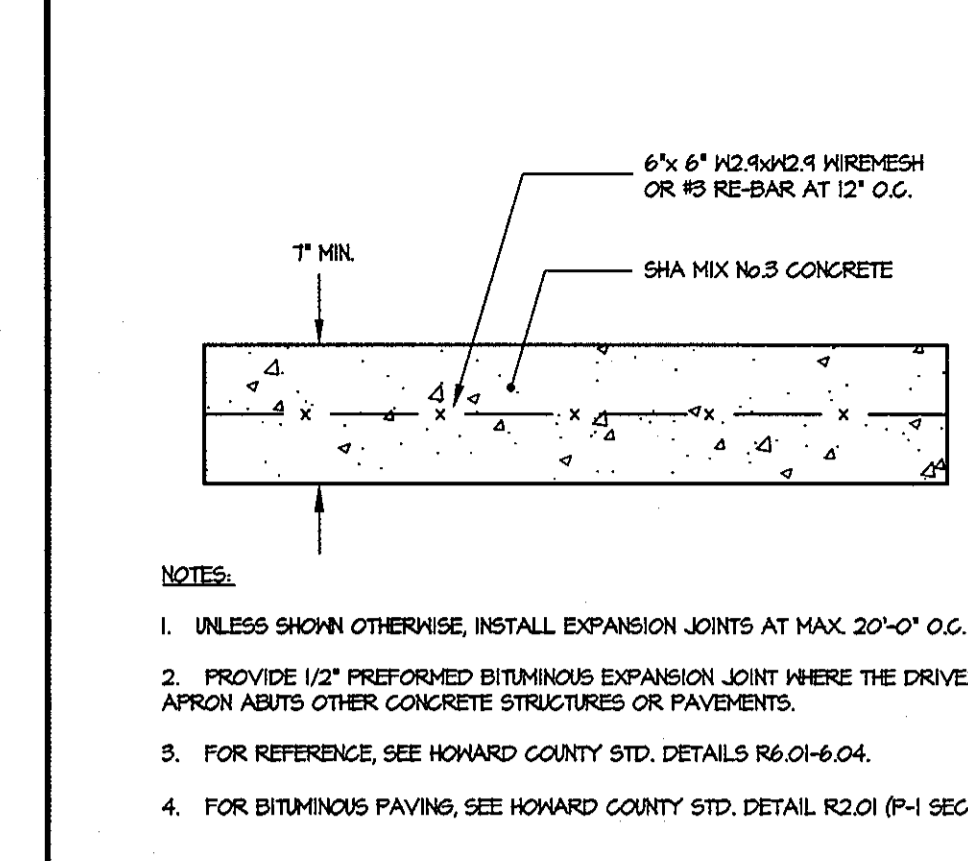 6"x 6" W2.9xW2.9 WIREMESH
OR #3 RE-BAR AT 12" O.C.
7" MIN.
SHA MIX No.3 CONCRETE
x x x x x
NOTES:
1. UNLESS SHOWN OTHERWISE, INSTALL EXPANSION JOINTS AT MAX. 20'-0" O.C.
2. PROVIDE 1/2" PREFORMED BITUMINOUS EXPANSION JOINT WHERE THE DRIVE
APRON ABUTS OTHER CONCRETE STRUCTURES OR PAVEMENTS.
3. FOR REFERENCE, SEE HOWARD COUNTY STD. DETAILS R6.01-6.04.
4. FOR BITUMINOUS PAVING, SEE HOWARD COUNTY STD. DETAIL R2.01 (P-1 SEC